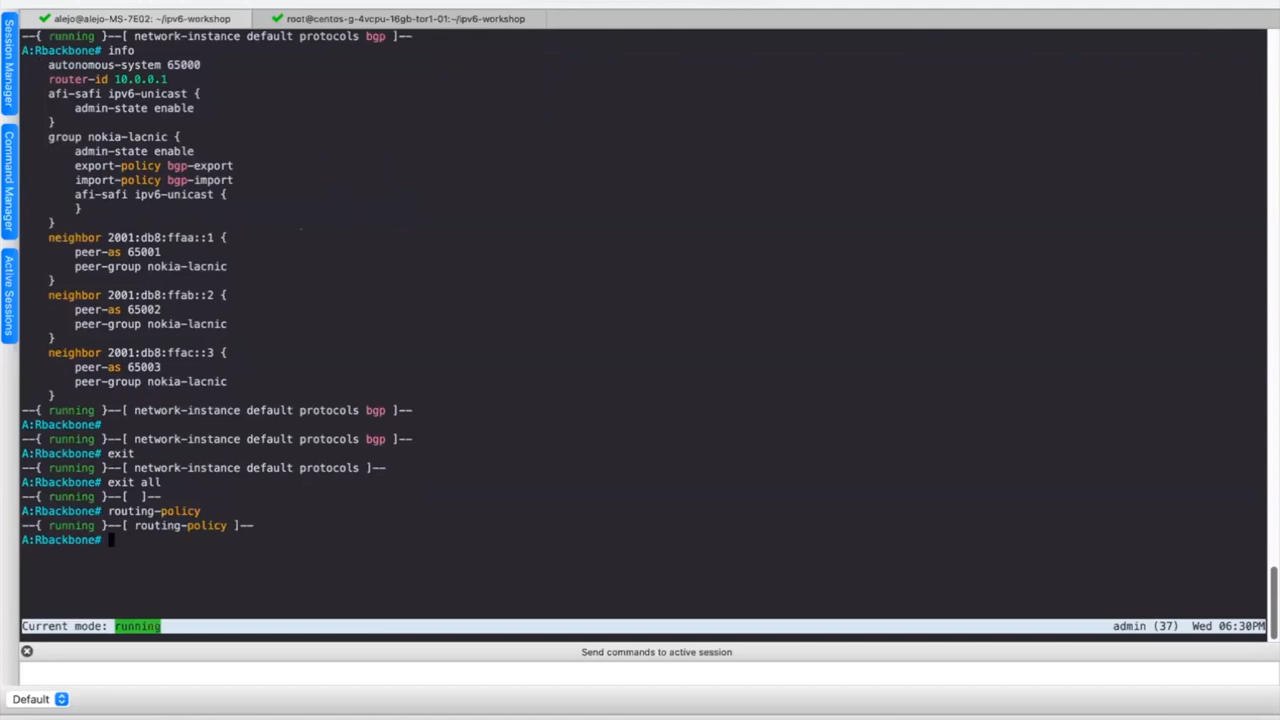 alejo@alejo-MS-7E02: ~/ipv6-workshop
root@centos-g-4vcpu-16gb-tor1-01:~/ipv6-workshop
Session Manager
Command Manager
Active Sessions
--{ running }--[ network-instance default protocols bgp ]--
A:Rbackbone# info
    autonomous-system 65000
    router-id 10.0.0.1
    afi-safi ipv6-unicast {
        admin-state enable
    }
    group nokia-lacnic {
        admin-state enable
        export-policy bgp-export
        import-policy bgp-import
        afi-safi ipv6-unicast {
        }
    }
    neighbor 2001:db8:ffaa::1 {
        peer-as 65001
        peer-group nokia-lacnic
    }
    neighbor 2001:db8:ffab::2 {
        peer-as 65002
        peer-group nokia-lacnic
    }
    neighbor 2001:db8:ffac::3 {
        peer-as 65003
        peer-group nokia-lacnic
    }
--{ running }--[ network-instance default protocols bgp ]--
A:Rbackbone#
--{ running }--[ network-instance default protocols bgp ]--
A:Rbackbone# exit
--{ running }--[ network-instance default protocols ]--
A:Rbackbone# exit all
--{ running }--[  ]--
A:Rbackbone# routing-policy
--{ running }--[ routing-policy ]--
A:Rbackbone#
Current mode: running
admin (37)   Wed 06:30PM
Send commands to active session
Default